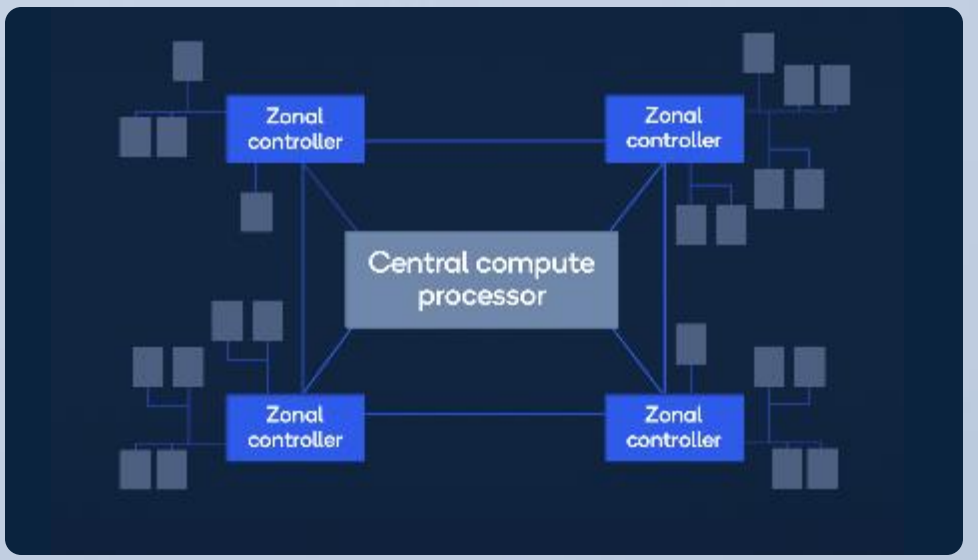 Zonal
controller
Zonal
controller
Central compute
processor
Zonal
controller
Zonal
controller